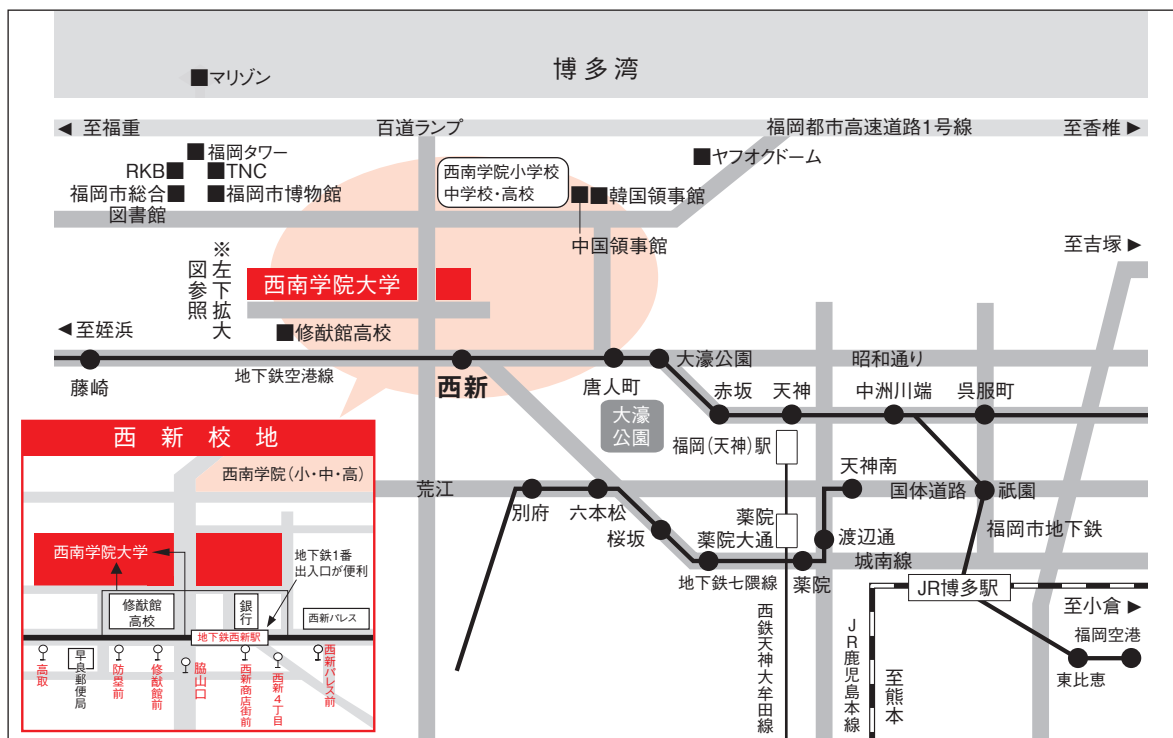 博多湾
■マリゾン
◀ 至福重
百道ランプ
福岡都市高速道路1号線
至香椎 ▶
■福岡タワー
RKB■
■TNC
福岡市総合■
図書館
■福岡市博物館
西南学院小学校
中学校・高校
■ヤフオクドーム
■■韓国領事館
中国領事館
至吉塚 ▶
※左下拡大
図参照
西南学院大学
■修猷館高校
◀至姪浜
藤崎
地下鉄空港線
西新
唐人町
大濠公園
昭和通り
赤坂
天神
中洲川端
呉服町
大濠
公園
福岡(天神)駅
天神南
荒江
別府
六本松
桜坂
薬院
薬院大通
渡辺通
国体道路
祇園
福岡市地下鉄
地下鉄七隈線
薬院
城南線
西鉄天神大牟田線
JR鹿児島本線
至熊本
JR博多駅
至小倉 ▶
福岡空港
東比恵
西新校地
西南学院(小・中・高)
西南学院大学
地下鉄1番
出入口が便利
修猷館
高校
銀行
西新パレス
地下鉄西新駅
高取
早良郵便局
防塁前
修猷館前
脇山口
西新商店街前
西新4丁目
西新パレス前